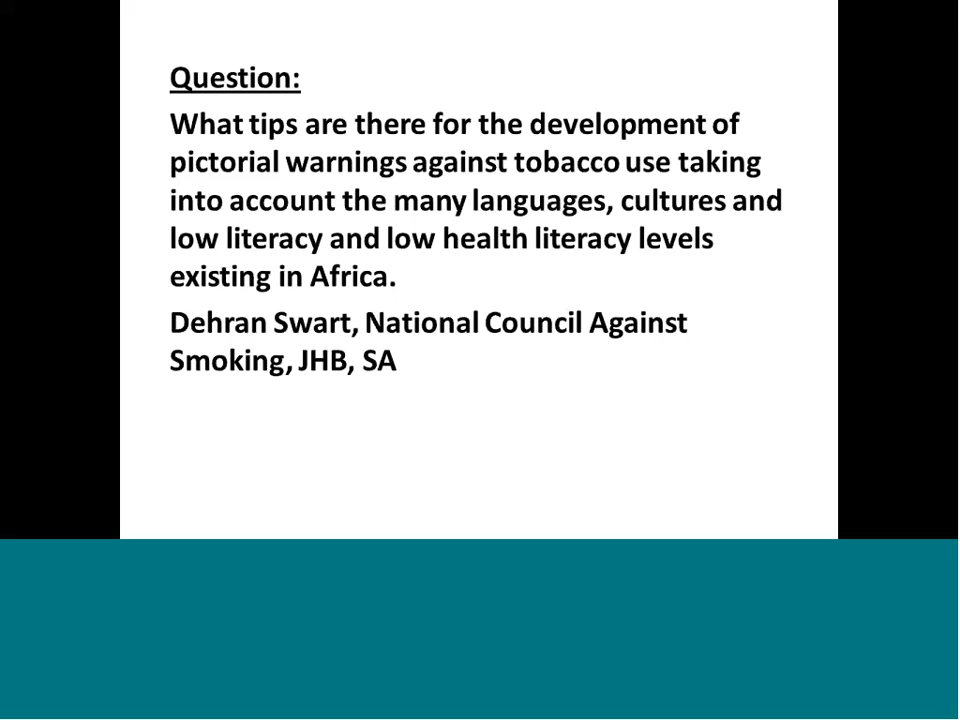 Question:
What tips are there for the development of
pictorial warnings against tobacco use taking
into account the many languages, cultures and
low literacy and low health literacy levels
existing in Africa.
Dehran Swart, National Council Against
Smoking, JHB, SA